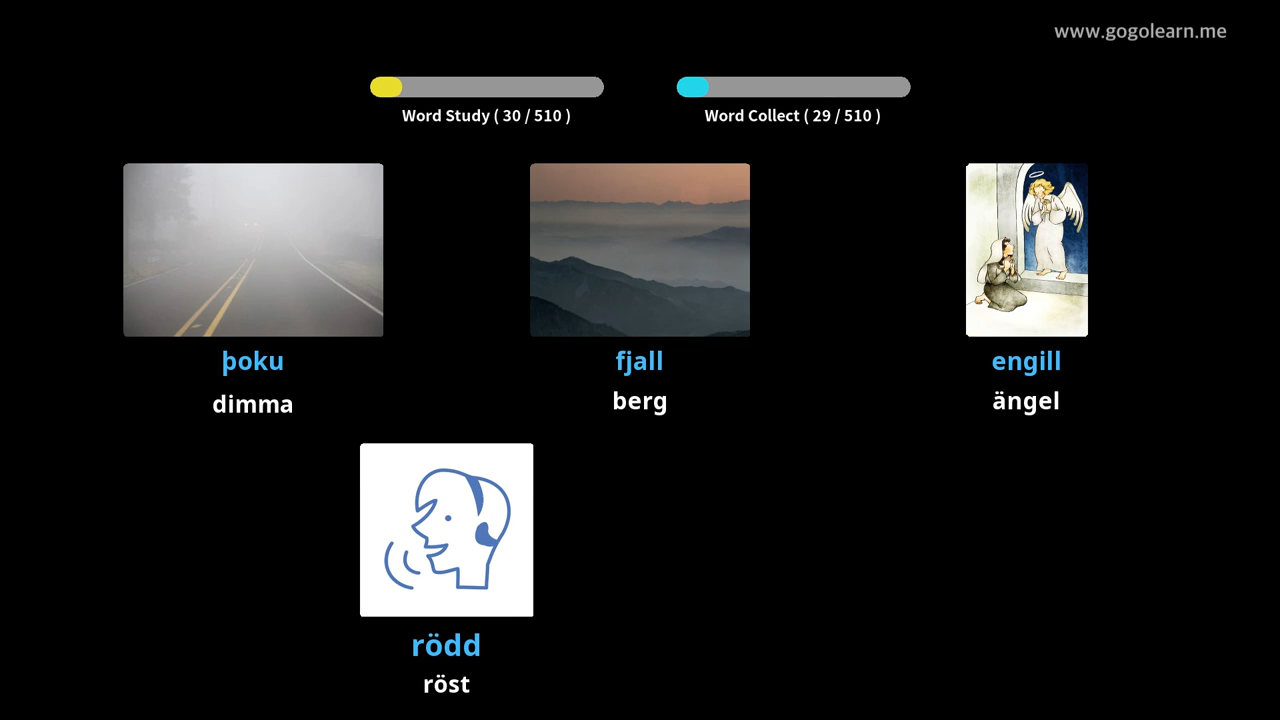 www.gogolearn.me
Word Study ( 30 / 510 )
Word Collect ( 29 / 510 )
þoku
fjall
engill
dimma
berg
ängel
rödd
röst